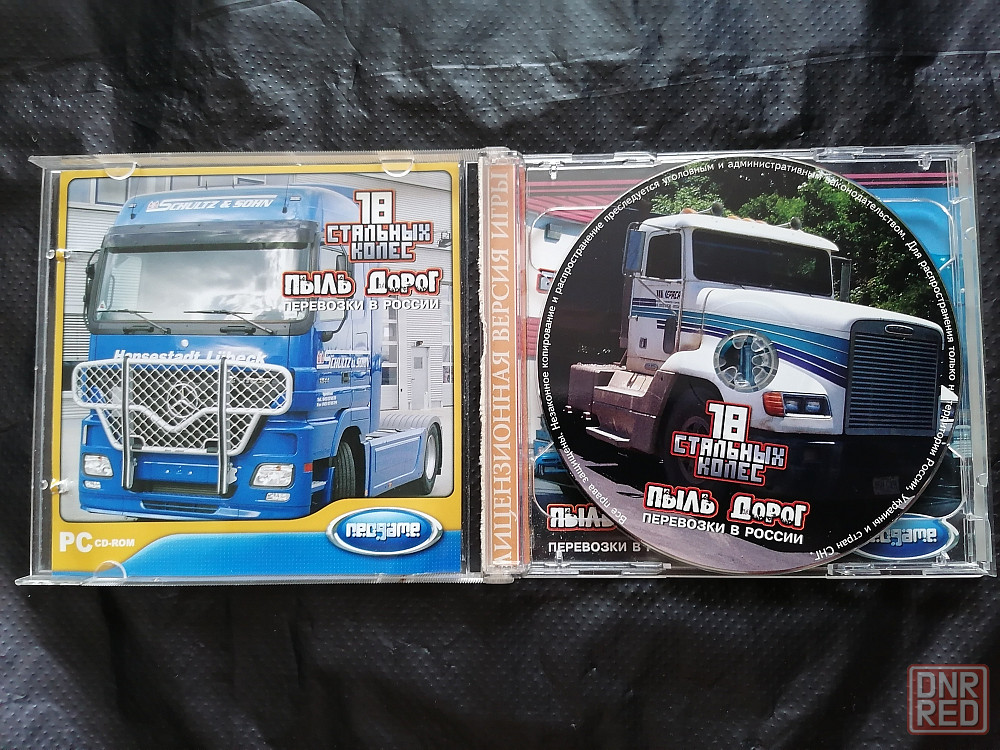 SCHULTZ & SOHN
18
СТАЛЬНЫХ
КОЛЕС
ПЫЛЬ ДОРОГ
ПЕРЕВОЗКИ В РОССИИ
Hansestadt Lübeck
SCHULTZ & SOHN
PC CD-ROM
neogame
ЛИЦЕНЗИОННАЯ ВЕРСИЯ ИГРЫ
Все права защищены. Незаконное копирование и распространение преследуется уголовным и административным законодательством. Для распространения только на территории России, Украины и стран СНГ.
18
СТАЛЬНЫХ
КОЛЕС
ПЫЛЬ ДОРОГ
ПЕРЕВОЗКИ В РОССИИ
ПЫЛЬ
ПЕРЕВОЗКИ В
neogame
DNR
RED